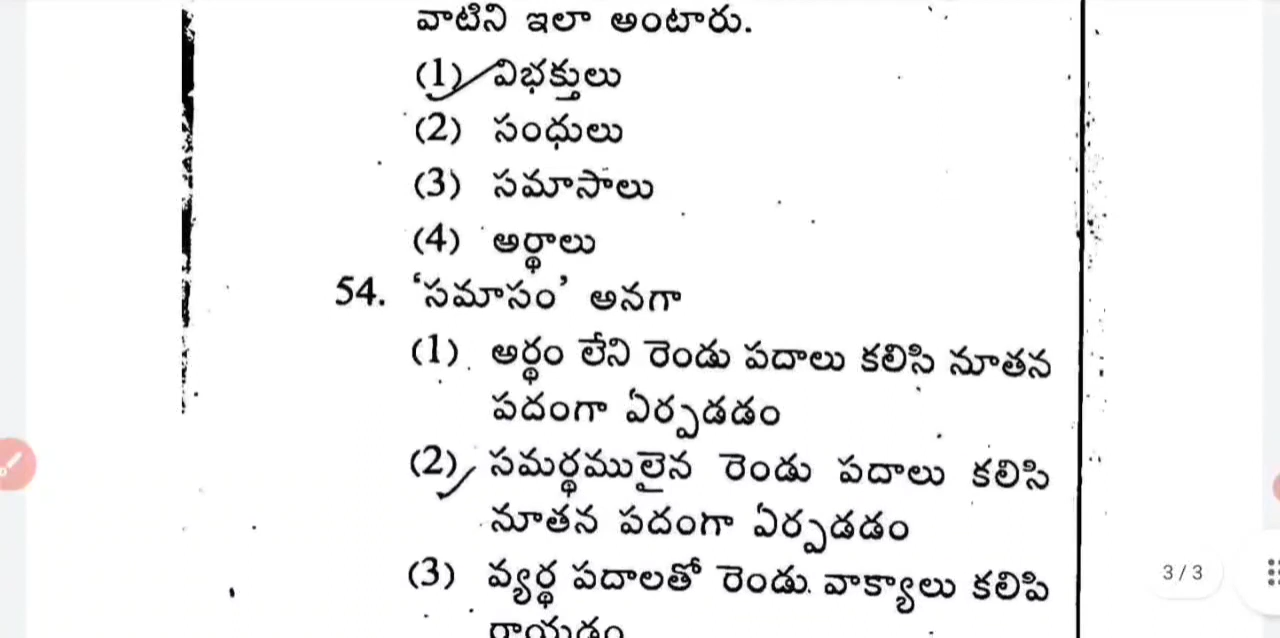 వాటిని ఇలా అంటారు.
(1) విభక్తులు
(2) సంధులు
(3) సమాసాలు
(4) అర్థాలు
54. ‘సమాసం’ అనగా
(1) అర్థం లేని రెండు పదాలు కలిసి నూతన
పదంగా ఏర్పడడం
(2) సమర్థములైన రెండు పదాలు కలిసి
నూతన పదంగా ఏర్పడడం
(3) వ్యర్థ పదాలతో రెండు వాక్యాలు కలిపి
రాయడం
3 / 3